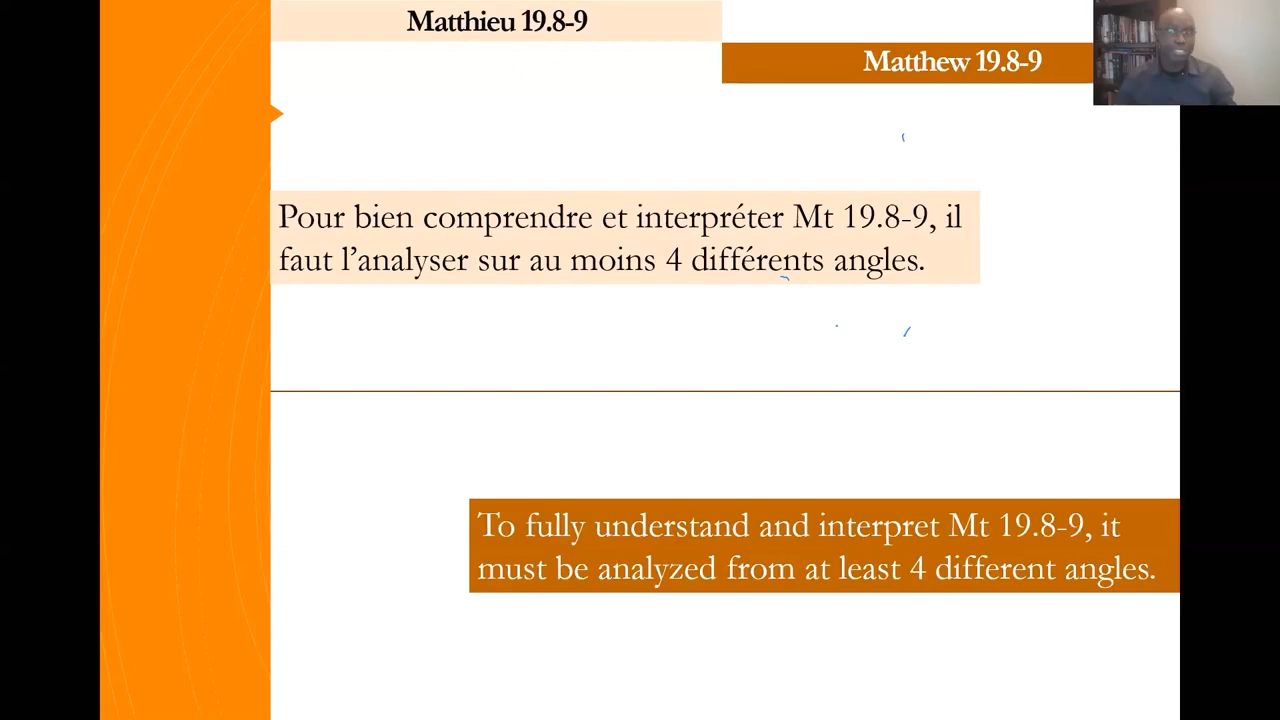 Matthieu 19.8-9
Matthew 19.8-9
Pour bien comprendre et interpréter Mt 19.8-9, il
faut l’analyser sur au moins 4 différents angles.
To fully understand and interpret Mt 19.8-9, it
must be analyzed from at least 4 different angles.